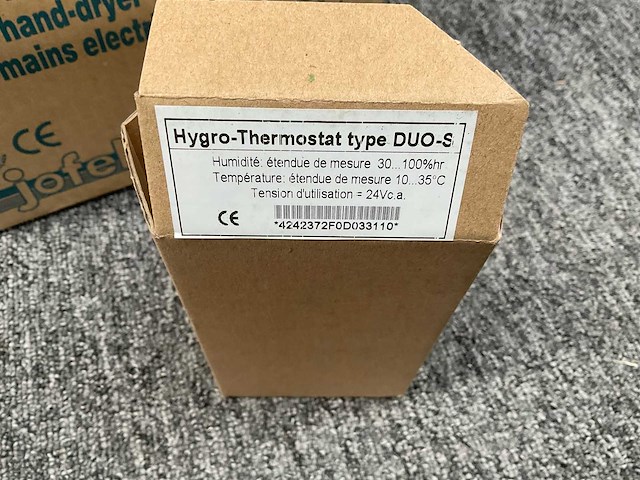 hand-dryer
mains electr
CE
jofel
Hygro-Thermostat type DUO-S
Humidité: étendue de mesure 30...100%hr
Température: étendue de mesure 10...35°C
Tension d'utilisation = 24Vc.a.
CE
*4242372F0D033110*